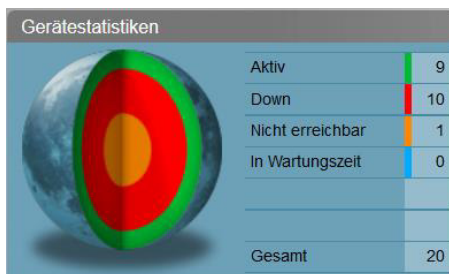 Gerätestatistiken
Aktiv 9
Down 10
Nicht erreichbar 1
In Wartungszeit 0
Gesamt 20